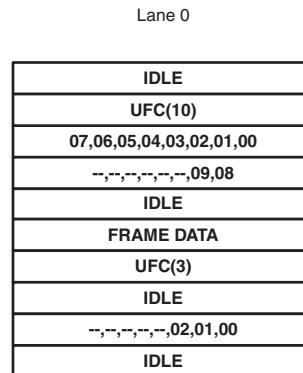 Lane 0
IDLE
UFC(10)
07,06,05,04,03,02,01,00
--,--,--,--,--,--,09,08
IDLE
FRAME DATA
UFC(3)
IDLE
--,--,--,--,--,02,01,00
IDLE